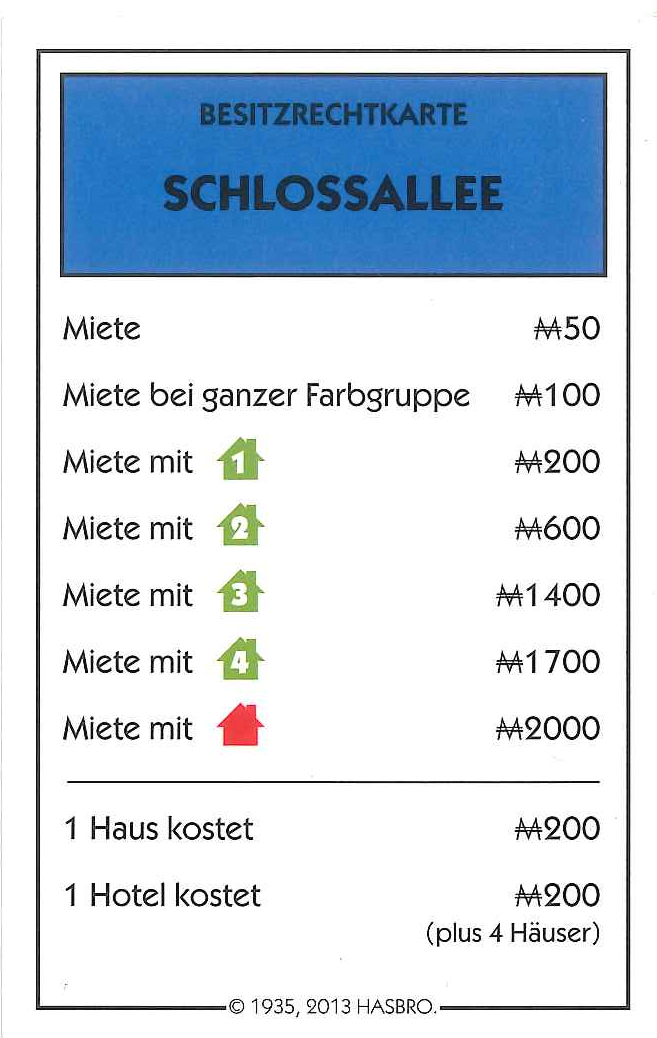 BESITZRECHTKARTE
SCHLOSSALLEE
Miete ₳50
Miete bei ganzer Farbgruppe ₳100
Miete mit 1 ₳200
Miete mit 2 ₳600
Miete mit 3 ₳1400
Miete mit 4 ₳1700
Miete mit ₳2000
1 Haus kostet ₳200
1 Hotel kostet ₳200
(plus 4 Häuser)
© 1935, 2013 HASBRO.